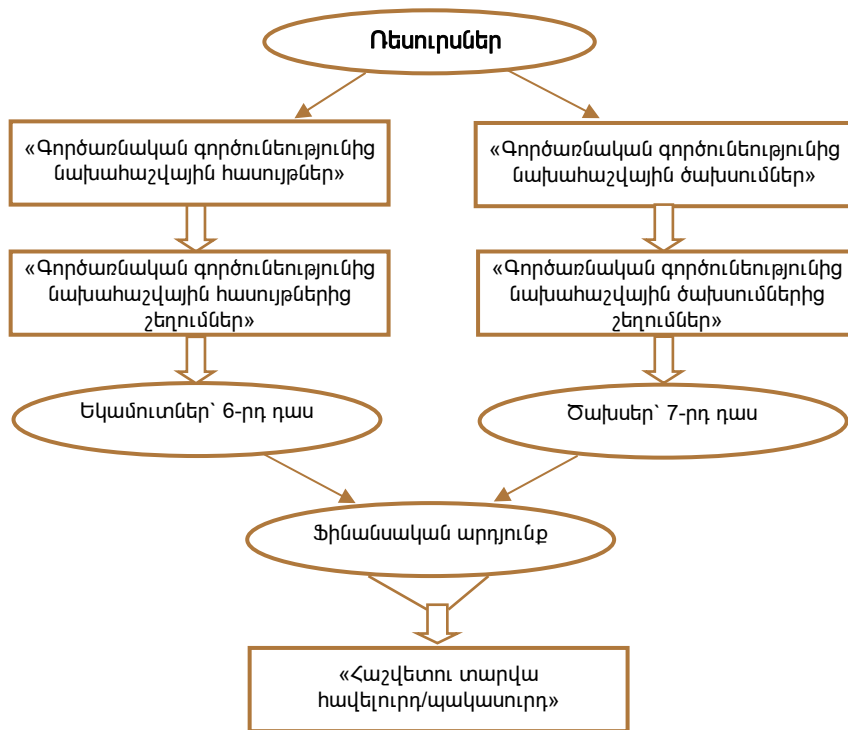 Ռեսուրսներ
«Գործառնական գործունեությունից
նախահաշվային հասույթներ»
«Գործառնական գործունեությունից
նախահաշվային ծախսումներ»
«Գործառնական գործունեությունից
նախահաշվային հասույթներից
շեղումներ»
«Գործառնական գործունեությունից
նախահաշվային ծախսումներից
շեղումներ»
Եկամուտներ՝ 6-րդ դաս
Ծախսեր՝ 7-րդ դաս
Ֆինանսական արդյունք
«Հաշվետու տարվա
հավելուրդ/պակասուրդ»